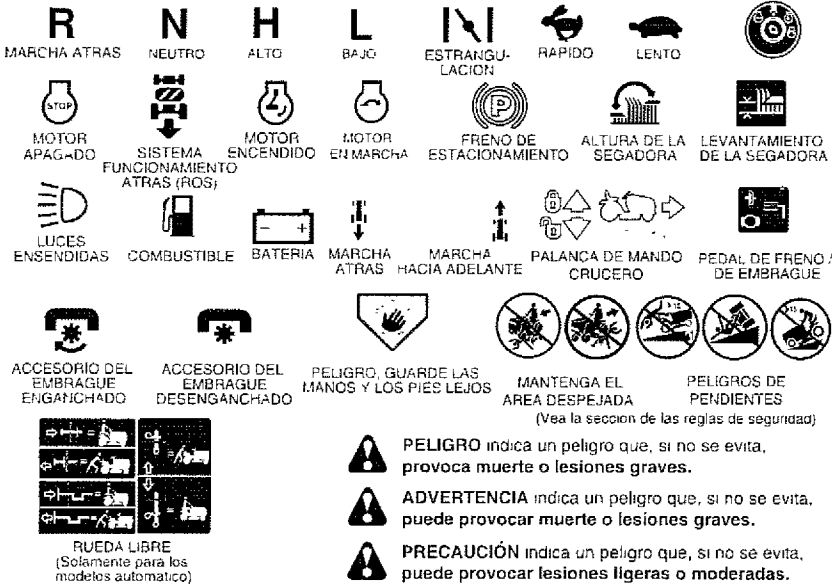 R
MARCHA ATRAS
N
NEUTRO
H
ALTO
L
BAJO
ESTRANGU-
LACION
RAPIDO
LENTO
STOP
MOTOR
APAGADO
SISTEMA
FUNCIONAMIENTO
ATRAS (ROS)
MOTOR
ENCENDIDO
MOTOR
EN MARCHA
P
FRENO DE
ESTACIONAMIENTO
ALTURA DE LA
SEGADORA
LEVANTAMIENTO
DE LA SEGADORA
LUCES
ENSENDIDAS
COMBUSTIBLE
- +
BATERIA
MARCHA
ATRAS
MARCHA
HACIA ADELANTE
PALANCA DE MANDO
CRUCERO
PEDAL DE FRENO /
DE EMBRAGUE
ACCESORIO DEL
EMBRAGUE
ENGANCHADO
ACCESORIO DEL
EMBRAGUE
DESENGANCHADO
PELIGRO, GUARDE LAS
MANOS Y LOS PIES LEJOS
MANTENGA EL
AREA DESPEJADA
15
15
PELIGROS DE
PENDIENTES
(Vea la seccion de las reglas de seguridad)
RUEDA LIBRE
(Solamente para los
modelos automatico)
PELIGRO indica un peligro que, si no se evita,
provoca muerte o lesiones graves.
ADVERTENCIA indica un peligro que, si no se evita,
puede provocar muerte o lesiones graves.
PRECAUCIÓN indica un peligro que, si no se evita,
puede provocar lesiones ligeras o moderadas.